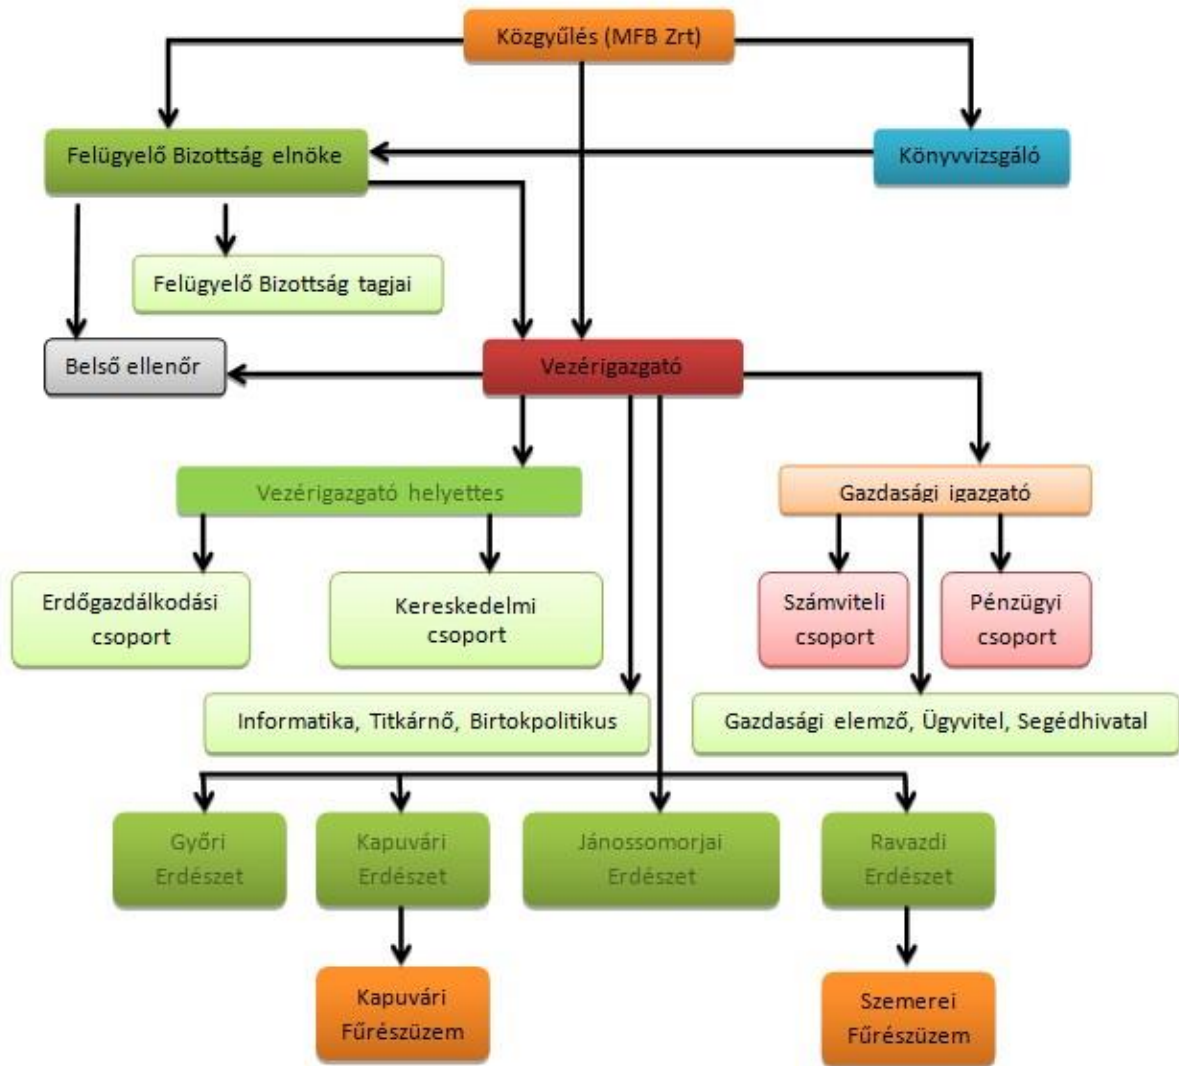 Közgyűlés (MFB Zrt)
Felügyelő Bizottság elnöke
Könyvvizsgáló
Felügyelő Bizottság tagjai
Belső ellenőr
Vezérigazgató
Vezérigazgató helyettes
Gazdasági igazgató
Erdőgazdálkodási
csoport
Kereskedelmi
csoport
Számviteli
csoport
Pénzügyi
csoport
Informatika, Titkárnő, Birtokpolitikus
Gazdasági elemző, Ügyvitel, Segédhivatal
Győri
Erdészet
Kapuvári
Erdészet
Jánossomorjai
Erdészet
Ravazdi
Erdészet
Kapuvári
Fűrészüzem
Szemerei
Fűrészüzem